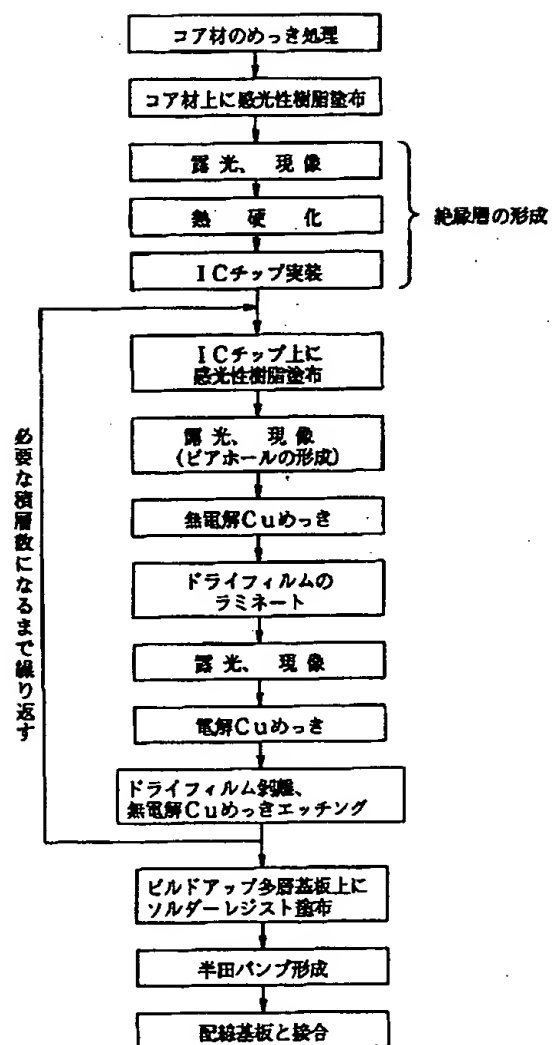 コア材のめっき処理
コア材上に感光性樹脂塗布
露光、現像
熱硬化
ICチップ実装
絶縁層の形成
ICチップ上に
感光性樹脂塗布
露光、現像
(ビアホールの形成)
無電解Cuめっき
ドライフィルムの
ラミネート
露光、現像
電解Cuめっき
ドライフィルム剝離、
無電解Cuめっきエッチング
必要な積層数になるまで繰り返す
ビルドアップ多層基板上に
ソルダーレジスト塗布
半田バンプ形成
配線基板と接合